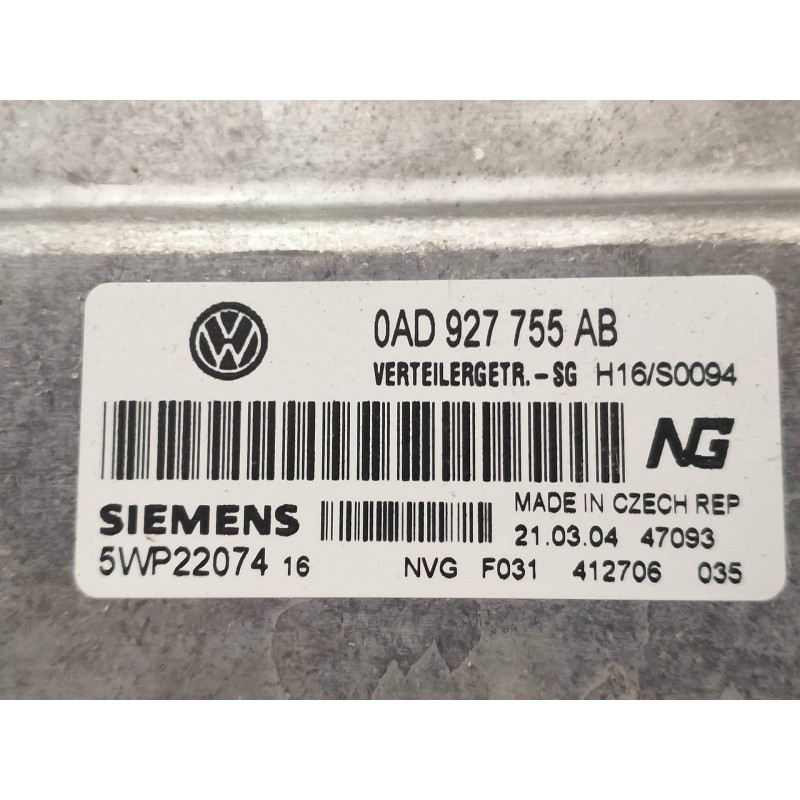 0AD 927 755 AB
VERTEILERGETR.-SG H16/S0094
NG
SIEMENS
MADE IN CZECH REP
21.03.04 47093
5WP22074 16 NVG F031 412706 035